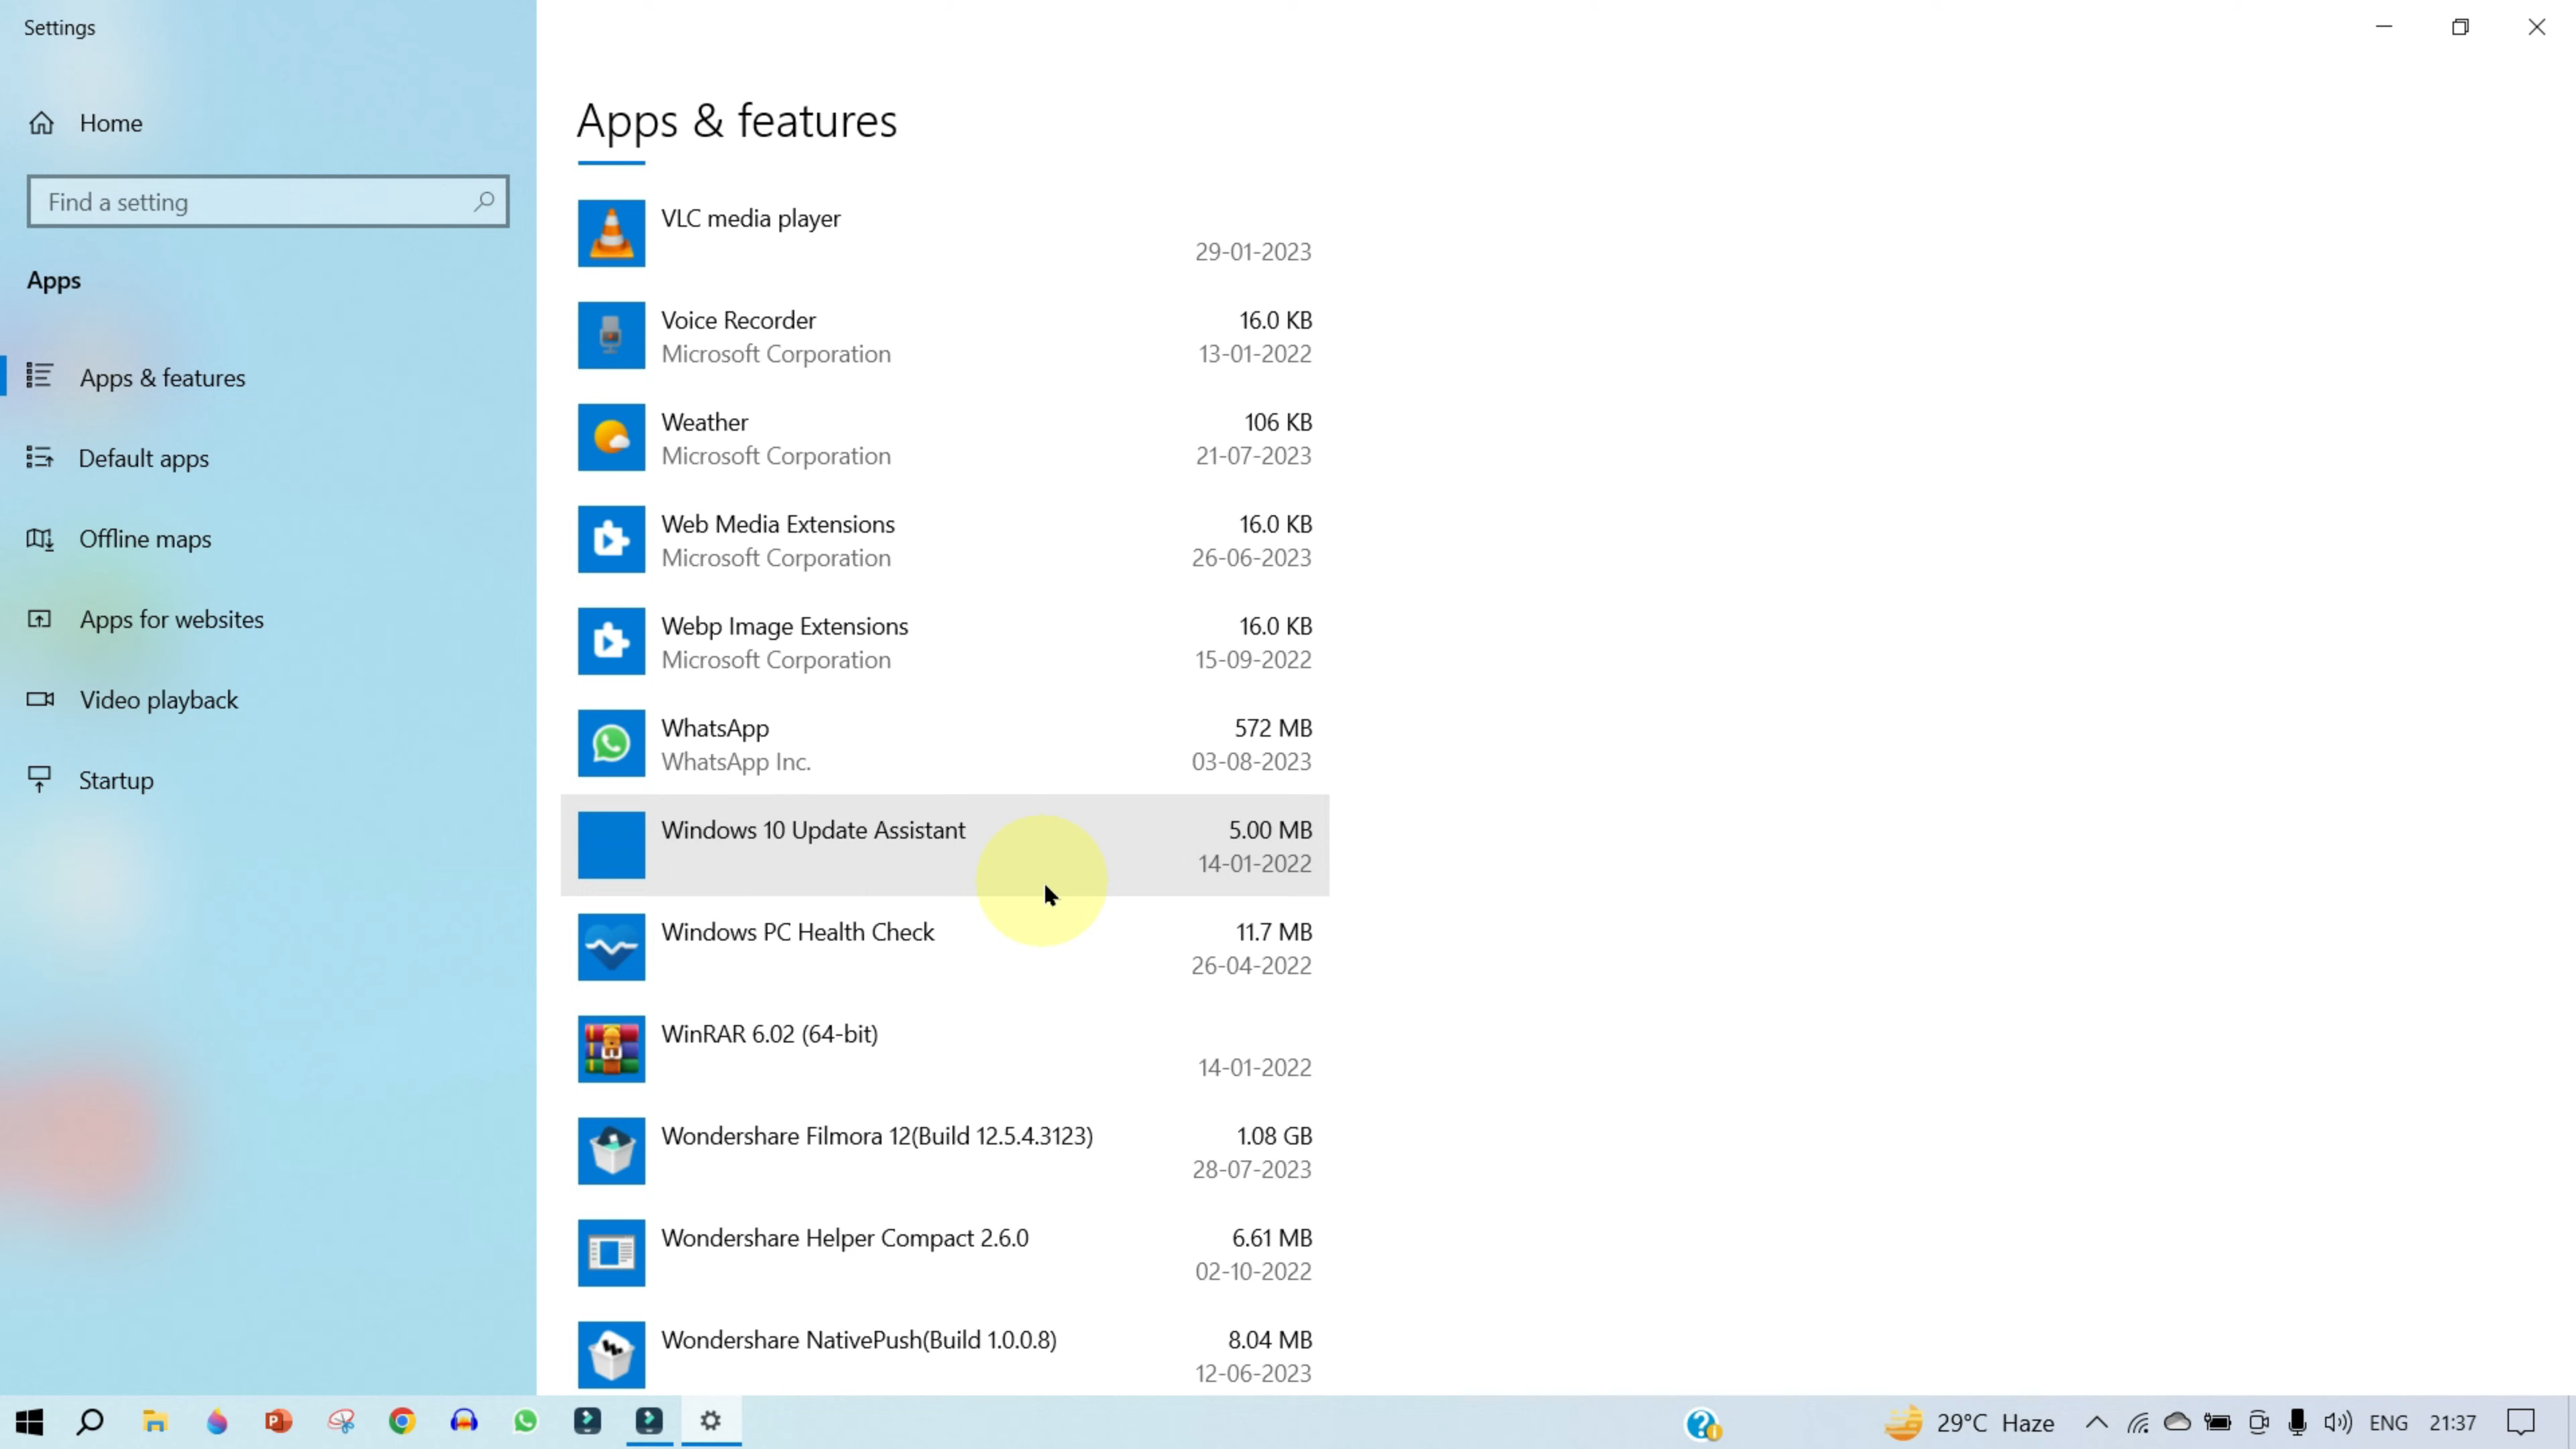 Settings
Home
Find a setting
Apps
Apps & features
Default apps
Offline maps
Apps for websites
Video playback
Startup
Apps & features
VLC media player
29-01-2023
Voice Recorder 16.0 KB
Microsoft Corporation 13-01-2022
Weather 106 KB
Microsoft Corporation 21-07-2023
Web Media Extensions 16.0 KB
Microsoft Corporation 26-06-2023
Webp Image Extensions 16.0 KB
Microsoft Corporation 15-09-2022
WhatsApp 572 MB
WhatsApp Inc. 03-08-2023
Windows 10 Update Assistant 5.00 MB
14-01-2022
Windows PC Health Check 11.7 MB
26-04-2022
WinRAR 6.02 (64-bit)
14-01-2022
Wondershare Filmora 12(Build 12.5.4.3123) 1.08 GB
28-07-2023
Wondershare Helper Compact 2.6.0 6.61 MB
02-10-2022
Wondershare NativePush(Build 1.0.0.8) 8.04 MB
12-06-2023
29°C Haze ENG 21:37